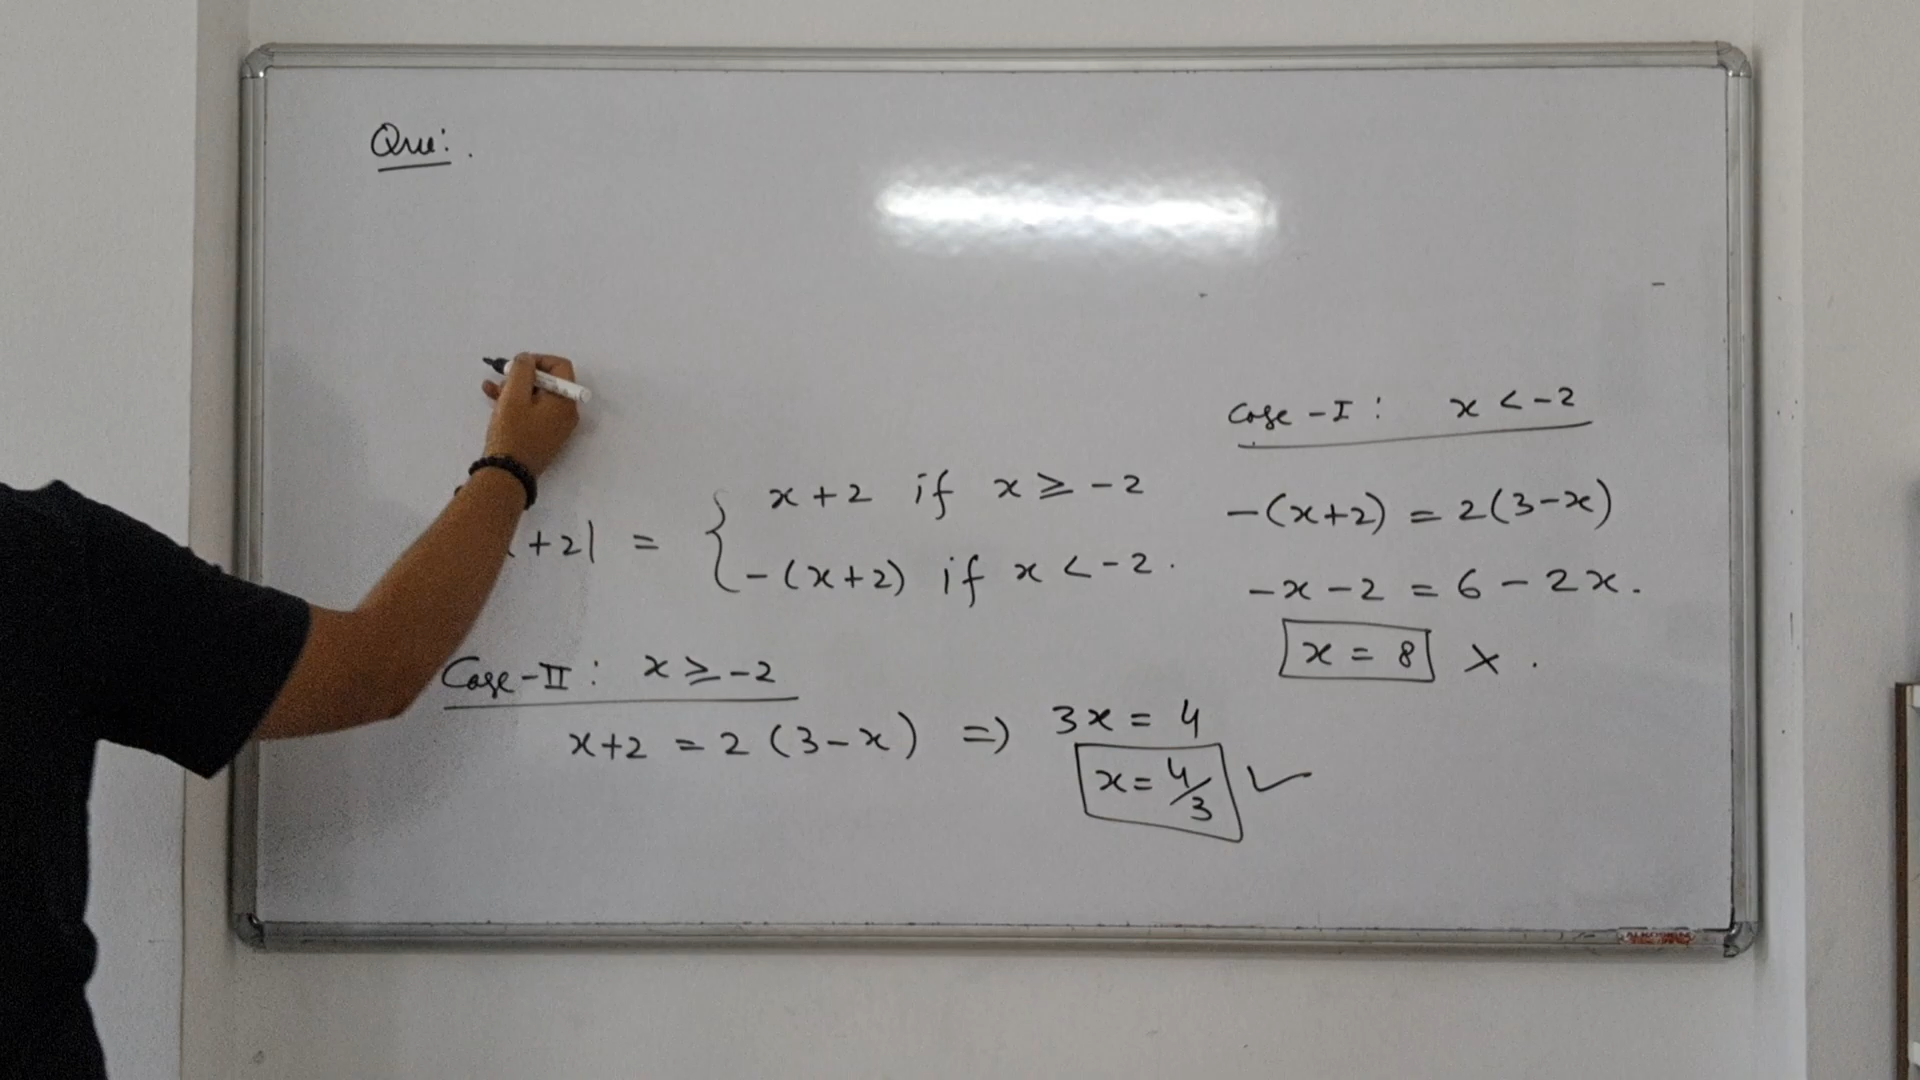 Que:.
+2| = { x+2 if x ≥ -2
-(x+2) if x < -2.
Case-II: x ≥ -2
x+2 = 2(3-x) => 3x = 4
x = 4/3 ✓
Case-I: x < -2
-(x+2) = 2(3-x)
-x-2 = 6-2x.
x = 8 ×.